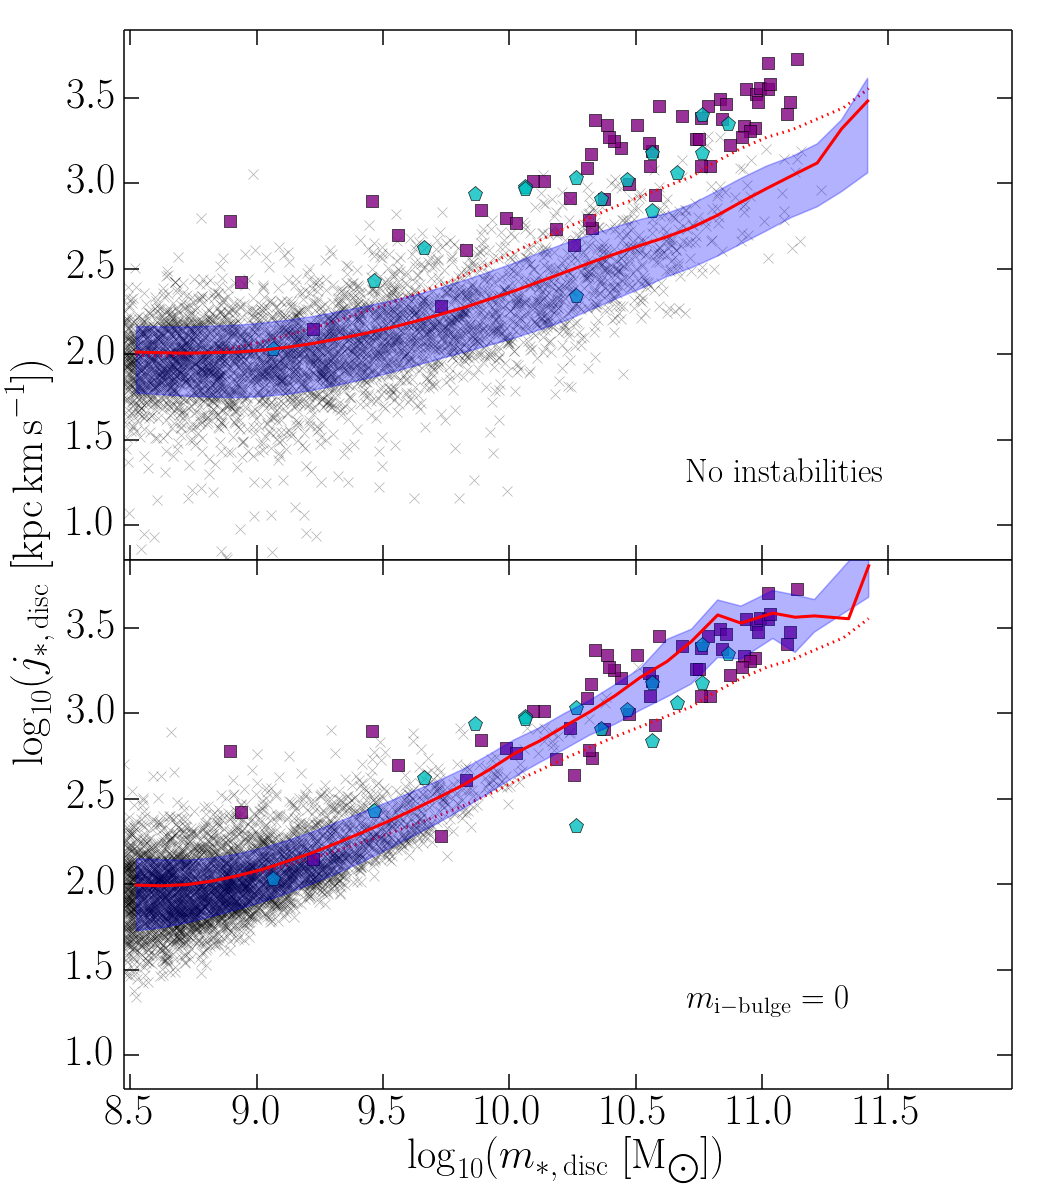 3.5
3.0
2.5
2.0
1.5
1.0
No instabilities
log₁₀(j∗,disc [kpc km s⁻¹])
3.5
3.0
2.5
2.0
1.5
1.0
mᵢ₋bulge = 0
8.5 9.0 9.5 10.0 10.5 11.0 11.5
log₁₀(m∗,disc [M⊙])